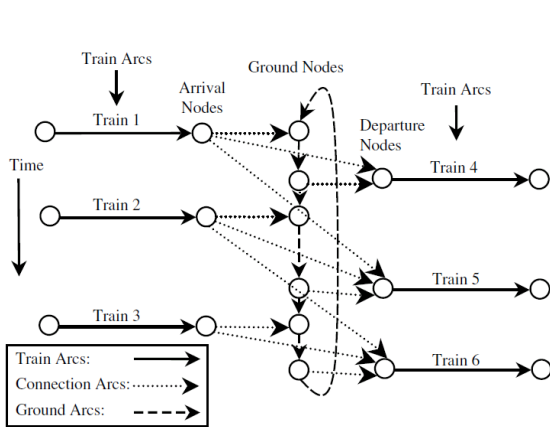 Train Arcs
Ground Nodes
Arrival
Nodes
Train Arcs
Train 1
Departure
Nodes
Time
Train 4
Train 2
Train 5
Train 3
Train Arcs:
Connection Arcs:
Ground Arcs:
Train 6